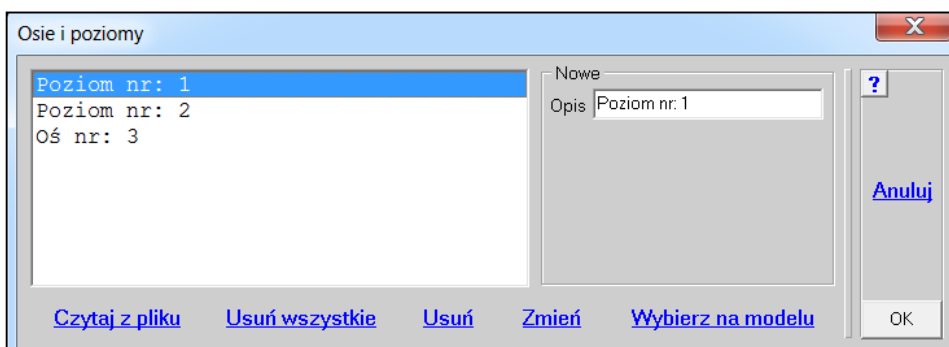 Osie i poziomy
X
Poziom nr: 1
Poziom nr: 2
Oś nr: 3
Nowe
Opis Poziom nr: 1
?
Anuluj
Czytaj z pliku Usuń wszystkie Usuń Zmień Wybierz na modelu
OK